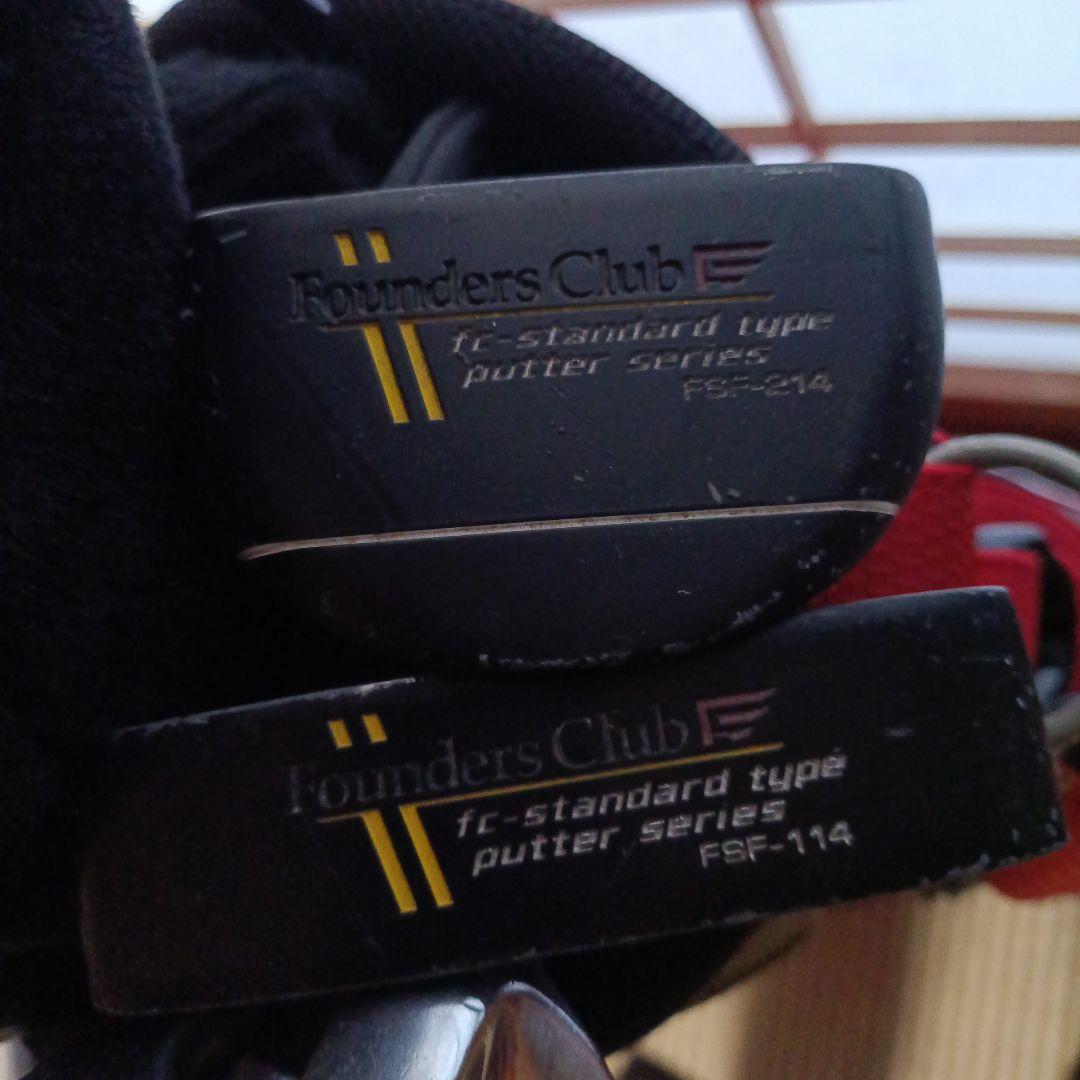 Founders Club
fc-standard type
putter series
FSF-214
Founders Club
fc-standard type
putter series
FSF-114